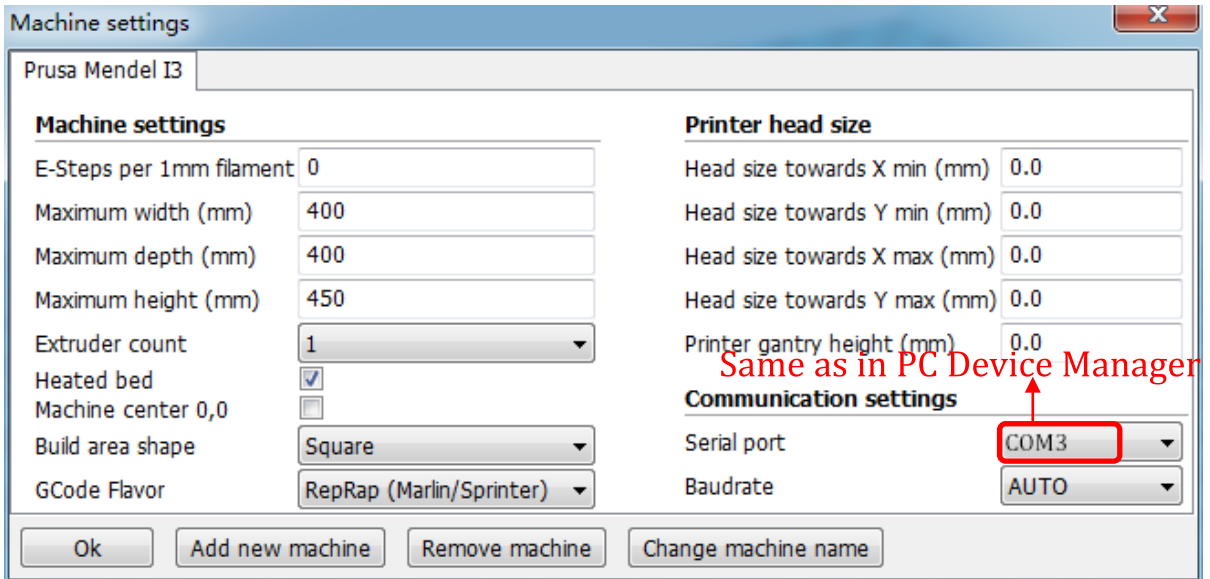 Machine settings
Prusa Mendel I3
Machine settings
E-Steps per 1mm filament 0
Maximum width (mm) 400
Maximum depth (mm) 400
Maximum height (mm) 450
Extruder count 1
Heated bed
Machine center 0,0
Build area shape Square
GCode Flavor RepRap (Marlin/Sprinter)
Printer head size
Head size towards X min (mm) 0.0
Head size towards Y min (mm) 0.0
Head size towards X max (mm) 0.0
Head size towards Y max (mm) 0.0
Printer gantry height (mm) 0.0
Same as in PC Device Manager
Communication settings
Serial port COM3
Baudrate AUTO
Ok Add new machine Remove machine Change machine name